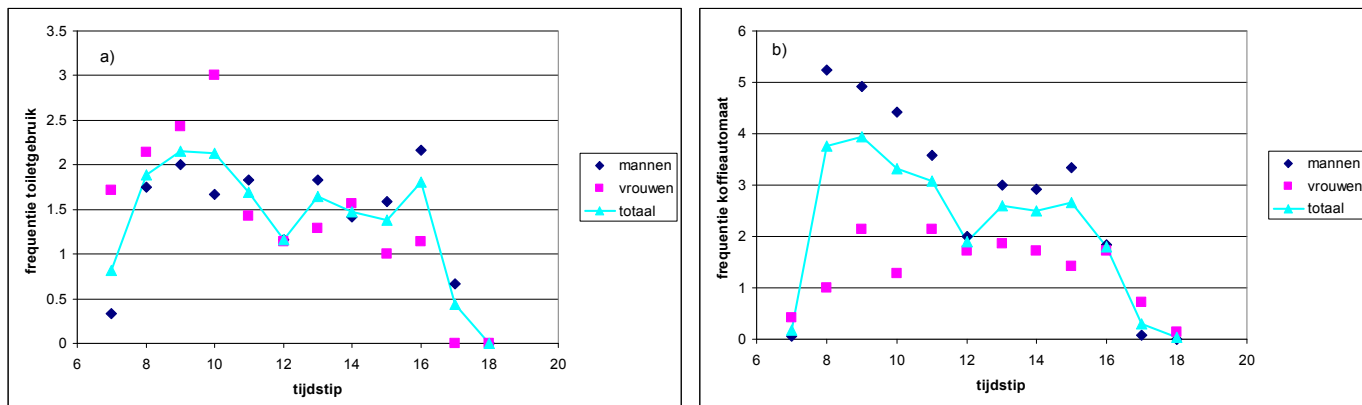 a)
frequentie toiletgebruik
3.5
3
2.5
2
1.5
1
0.5
0
6 8 10 12 14 16 18 20
tijdstip
mannen
vrouwen
totaal
b)
frequentie koffieautomaat
6
5
4
3
2
1
0
6 8 10 12 14 16 18 20
tijdstip
mannen
vrouwen
totaal